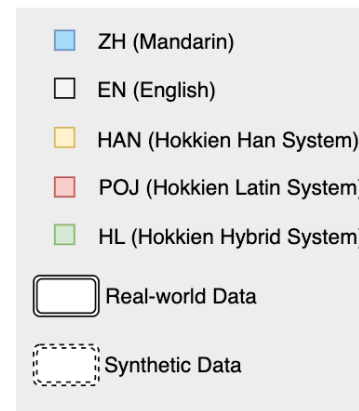 ZH (Mandarin)
EN (English)
HAN (Hokkien Han System)
POJ (Hokkien Latin System)
HL (Hokkien Hybrid System)
Real-world Data
Synthetic Data